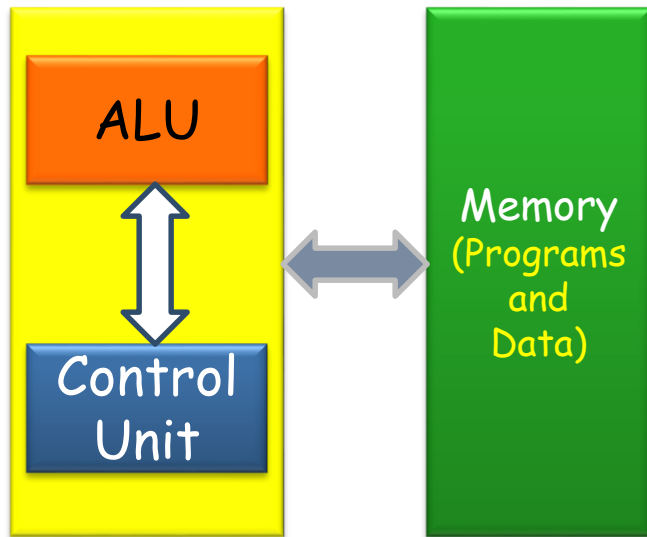 ALU
Control
Unit
Memory
(Programs
and
Data)